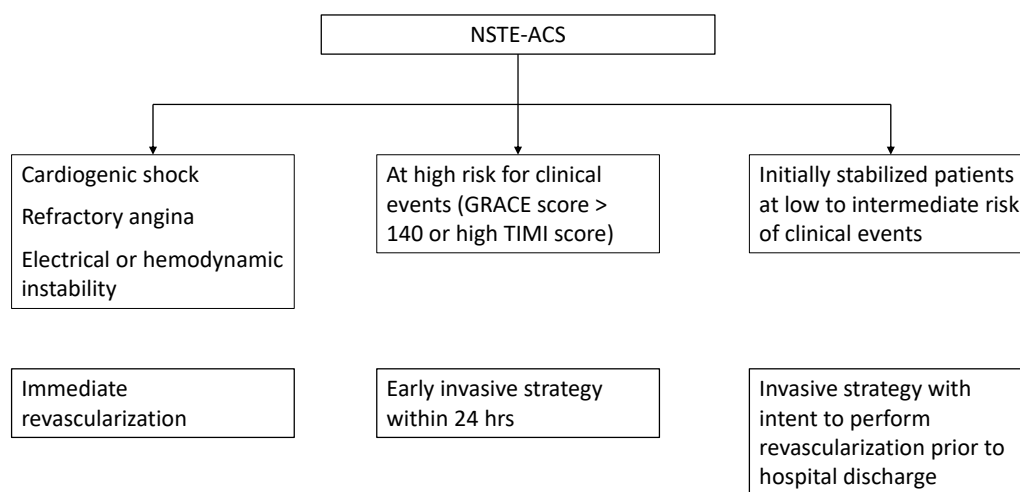 NSTE-ACS
Cardiogenic shock
Refractory angina
Electrical or hemodynamic
instability
At high risk for clinical
events (GRACE score >
140 or high TIMI score)
Initially stabilized patients
at low to intermediate risk
of clinical events
Immediate
revascularization
Early invasive strategy
within 24 hrs
Invasive strategy with
intent to perform
revascularization prior to
hospital discharge